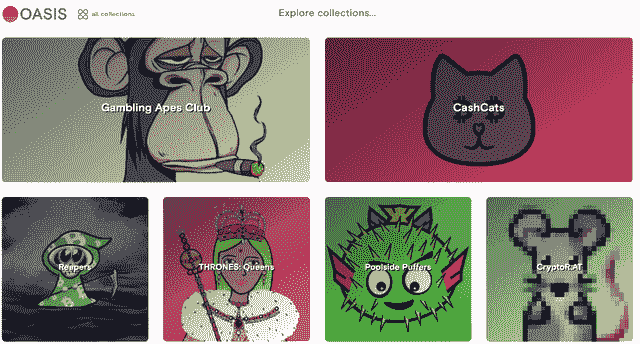 OASIS
all collections
Explore collections...
Gambling Apes Club
CashCats
Reapers
THRONES: Queens
Poolside Puffers
CryptoR.AT